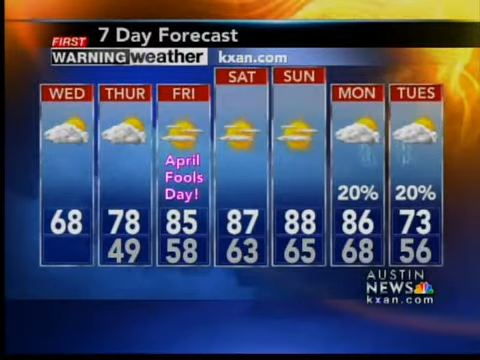 7 Day Forecast
FIRST
WARNING weather kxan.com
WED THUR FRI SAT SUN MON TUES
April
Fools
Day!
20% 20%
68 78 85 87 88 86 73
49 58 63 65 68 56
AUSTIN
NEWS
kxan.com